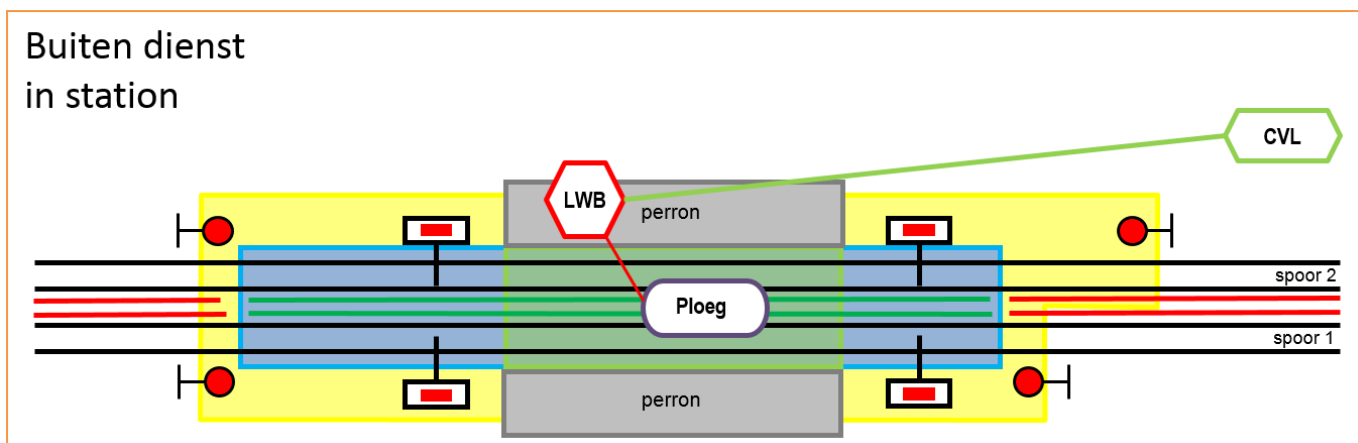 Buiten dienst
in station
CVL
LWB
perron
spoor 2
Ploeg
spoor 1
perron